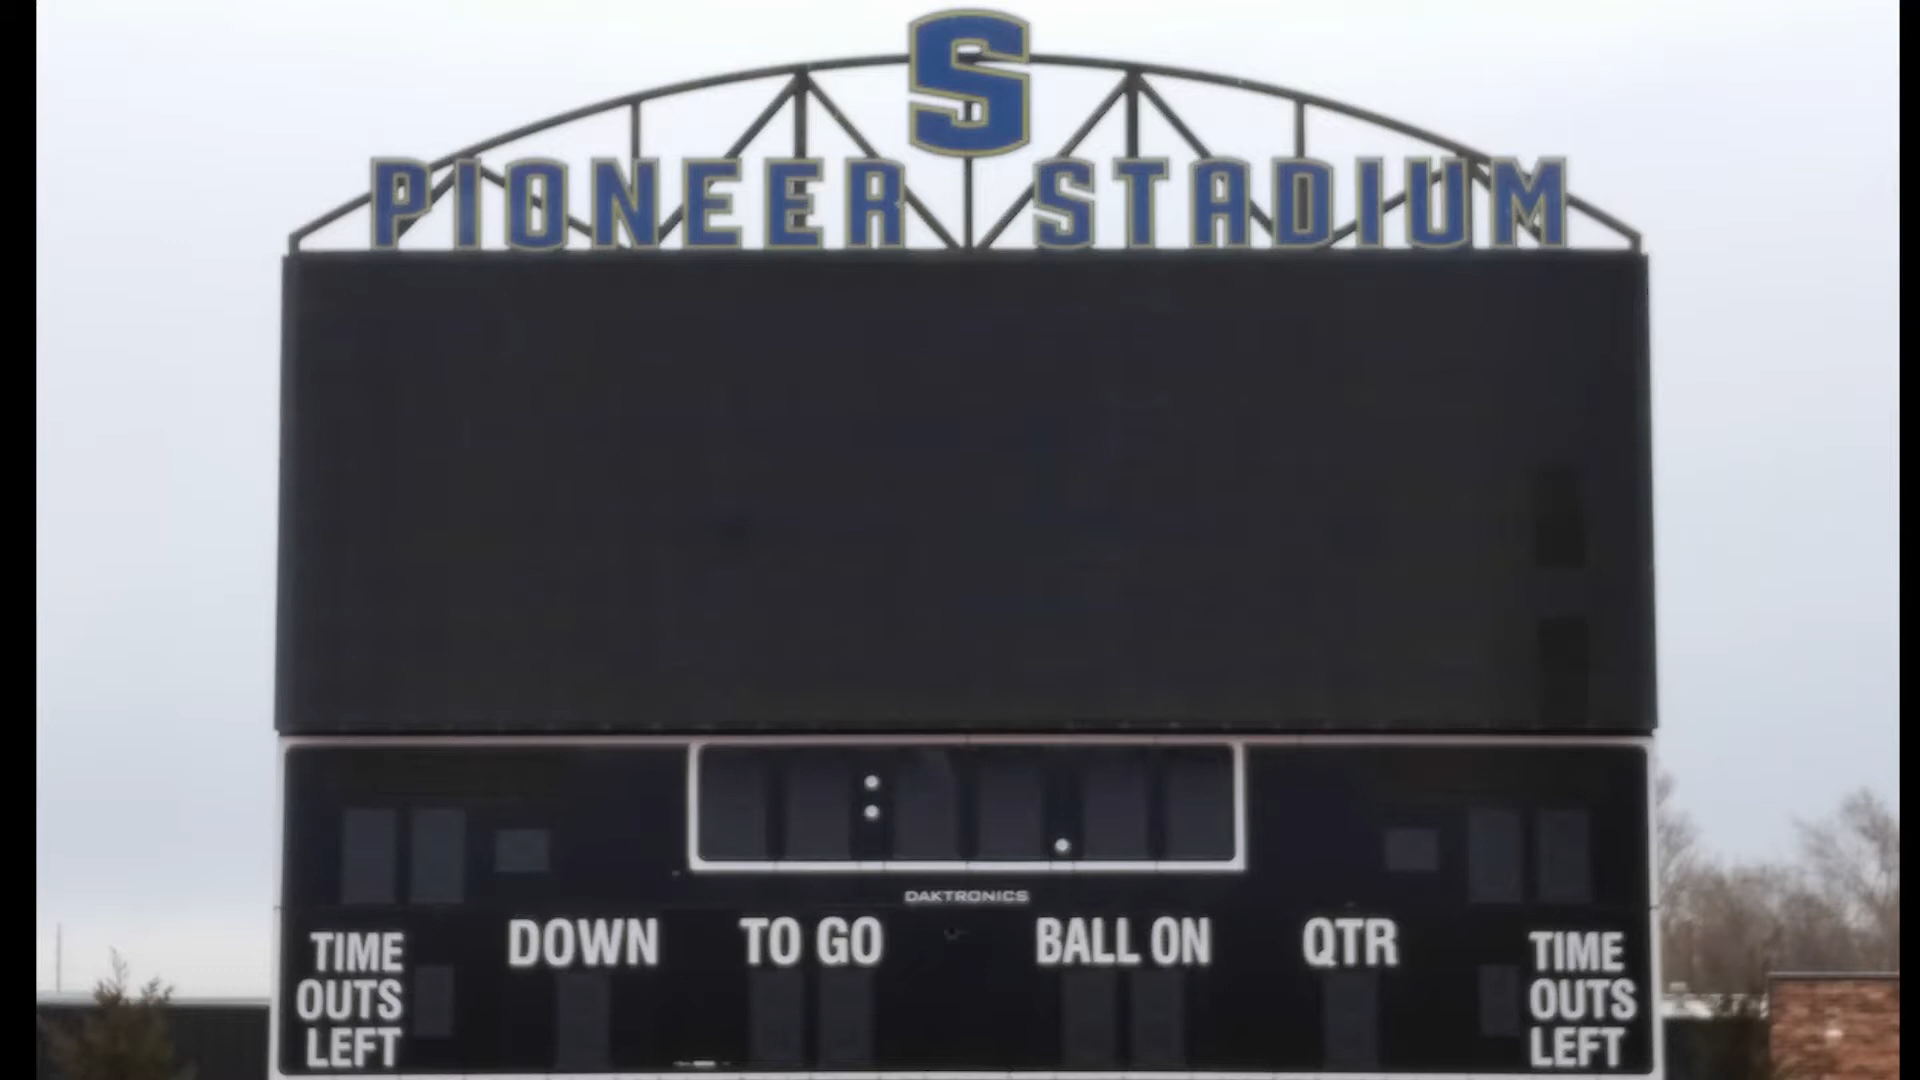 S
PIONEER STADIUM
DAKTRONICS
DOWN TO GO BALL ON QTR
TIME
OUTS
LEFT
TIME
OUTS
LEFT